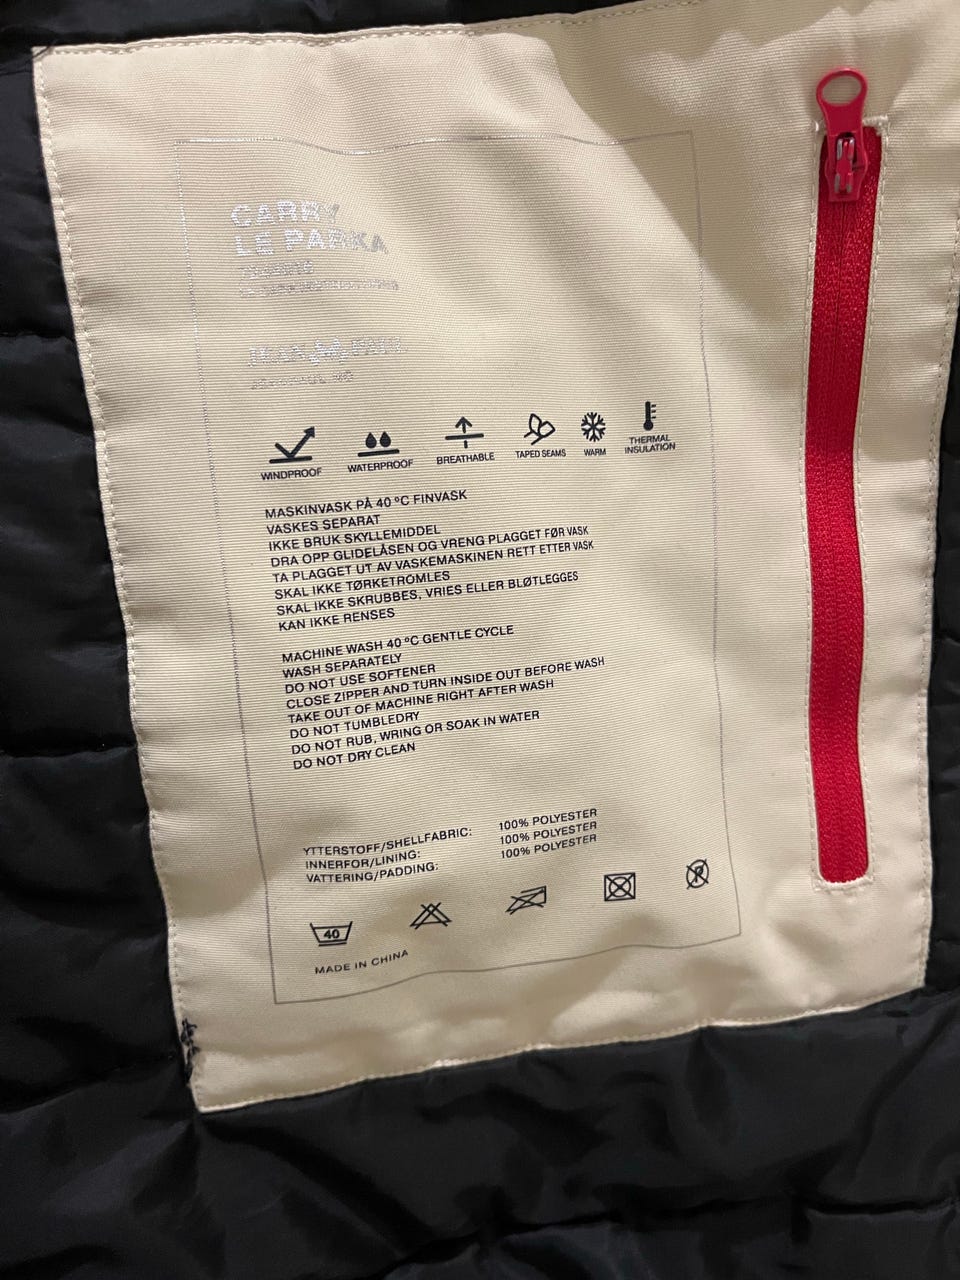 CARRY
LE PARKA
JEAN PAUL
WINDPROOF
WATERPROOF
BREATHABLE
TAPED SEAMS
WARM
THERMAL
INSULATION
MASKINVASK PÅ 40 °C FINVASK
VASKES SEPARAT
IKKE BRUK SKYLLEMIDDEL
DRA OPP GLIDELÅSEN OG VRENG PLAGGET FØR VASK
TA PLAGGET UT AV VASKEMASKINEN RETT ETTER VASK
SKAL IKKE TØRKETROMLES
SKAL IKKE SKRUBBES, VRIES ELLER BLØTLEGGES
KAN IKKE RENSES
MACHINE WASH 40 °C GENTLE CYCLE
WASH SEPARATELY
DO NOT USE SOFTENER
CLOSE ZIPPER AND TURN INSIDE OUT BEFORE WASH
TAKE OUT OF MACHINE RIGHT AFTER WASH
DO NOT TUMBLEDRY
DO NOT RUB, WRING OR SOAK IN WATER
DO NOT DRY CLEAN
YTTERSTOFF/SHELLFABRIC: 100% POLYESTER
INNERFOR/LINING: 100% POLYESTER
VATTERING/PADDING: 100% POLYESTER
40
P
MADE IN CHINA